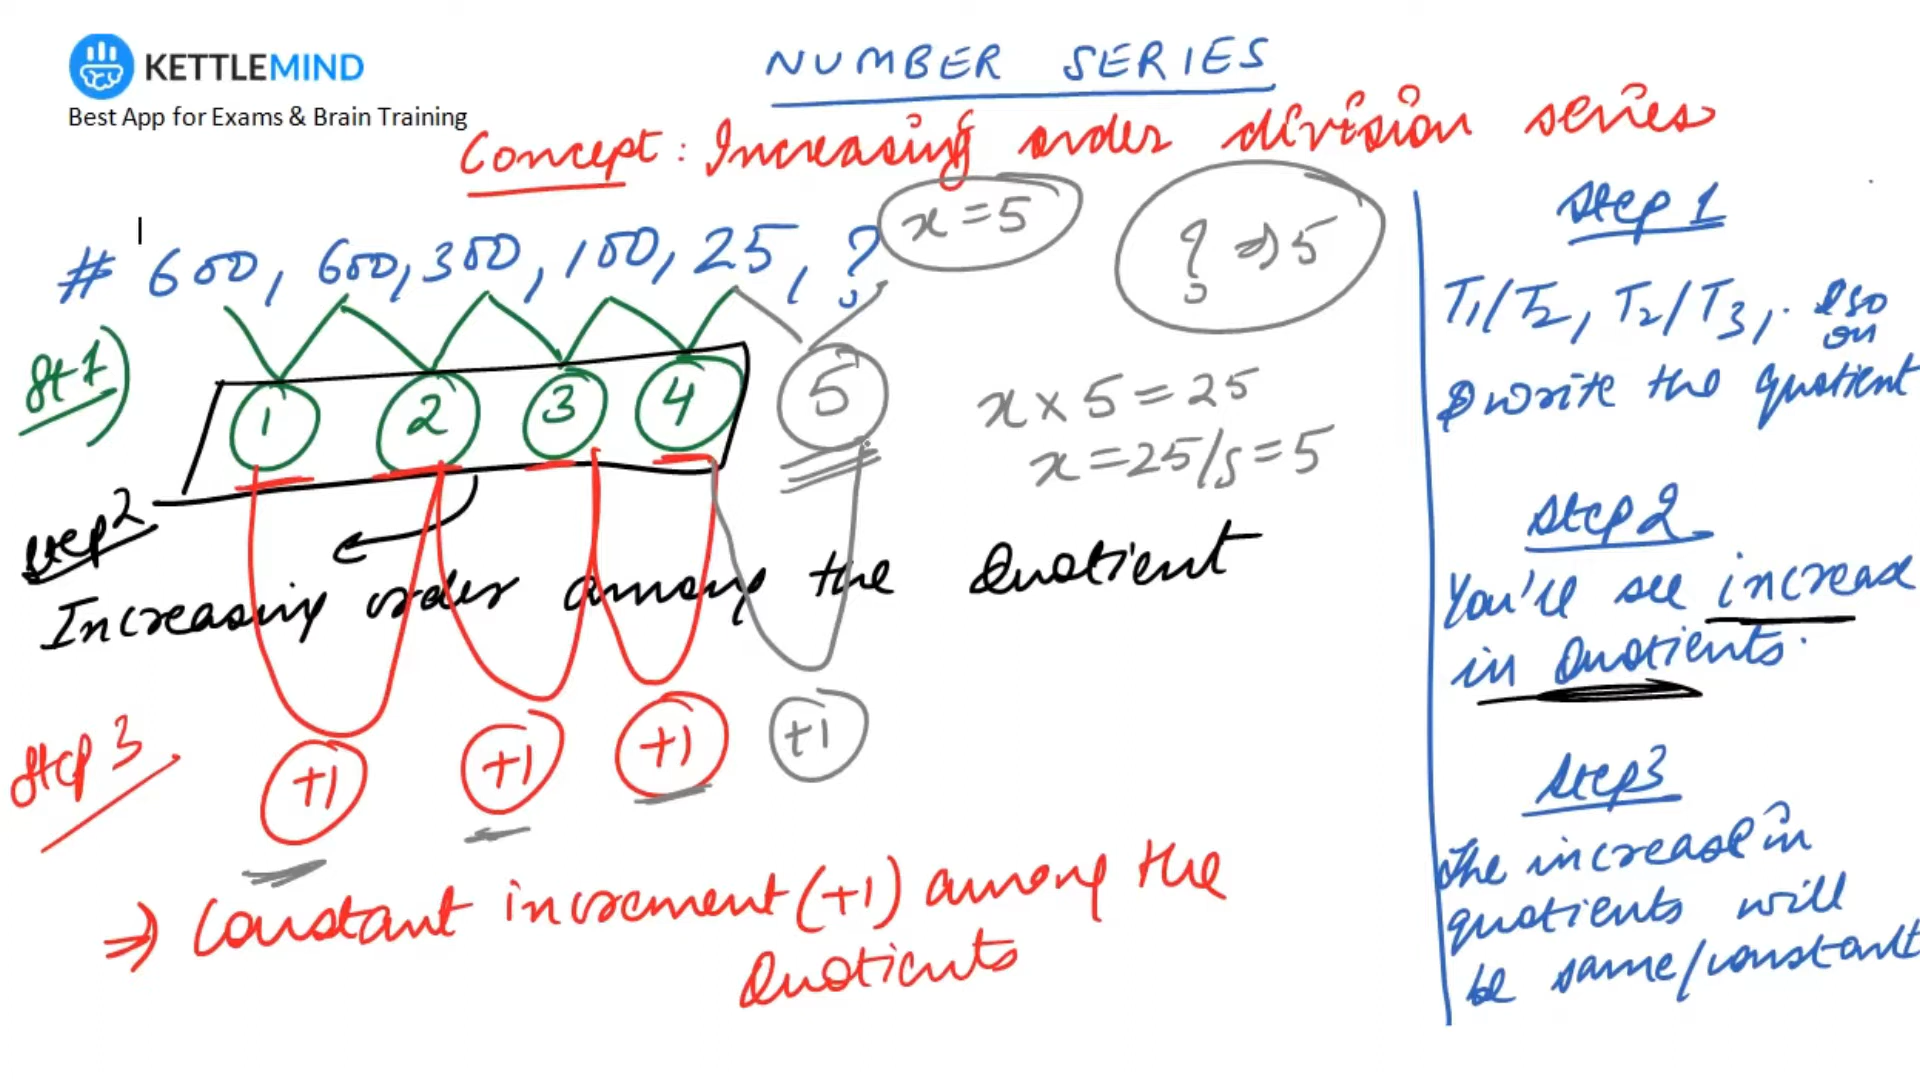 KETTLEMIND
Best App for Exams & Brain Training
NUMBER SERIES
Concept: Increasing order division series
# 600, 600, 300, 100, 25, ?
x=5
? => 5
St 1)
1 2 3 4 5
x × 5 = 25
x = 25/5 = 5
Step 2
Increasing order among the Quotient
Step 3
+1 +1 +1 +1
=> Constant increment (+1) among the
Quotients
Step 1
T1/T2, T2/T3, . & so
on
write the quotient
Step 2
You'll see increase
in Quotients.
Step 3
The increase in
quotients will
be same/constant